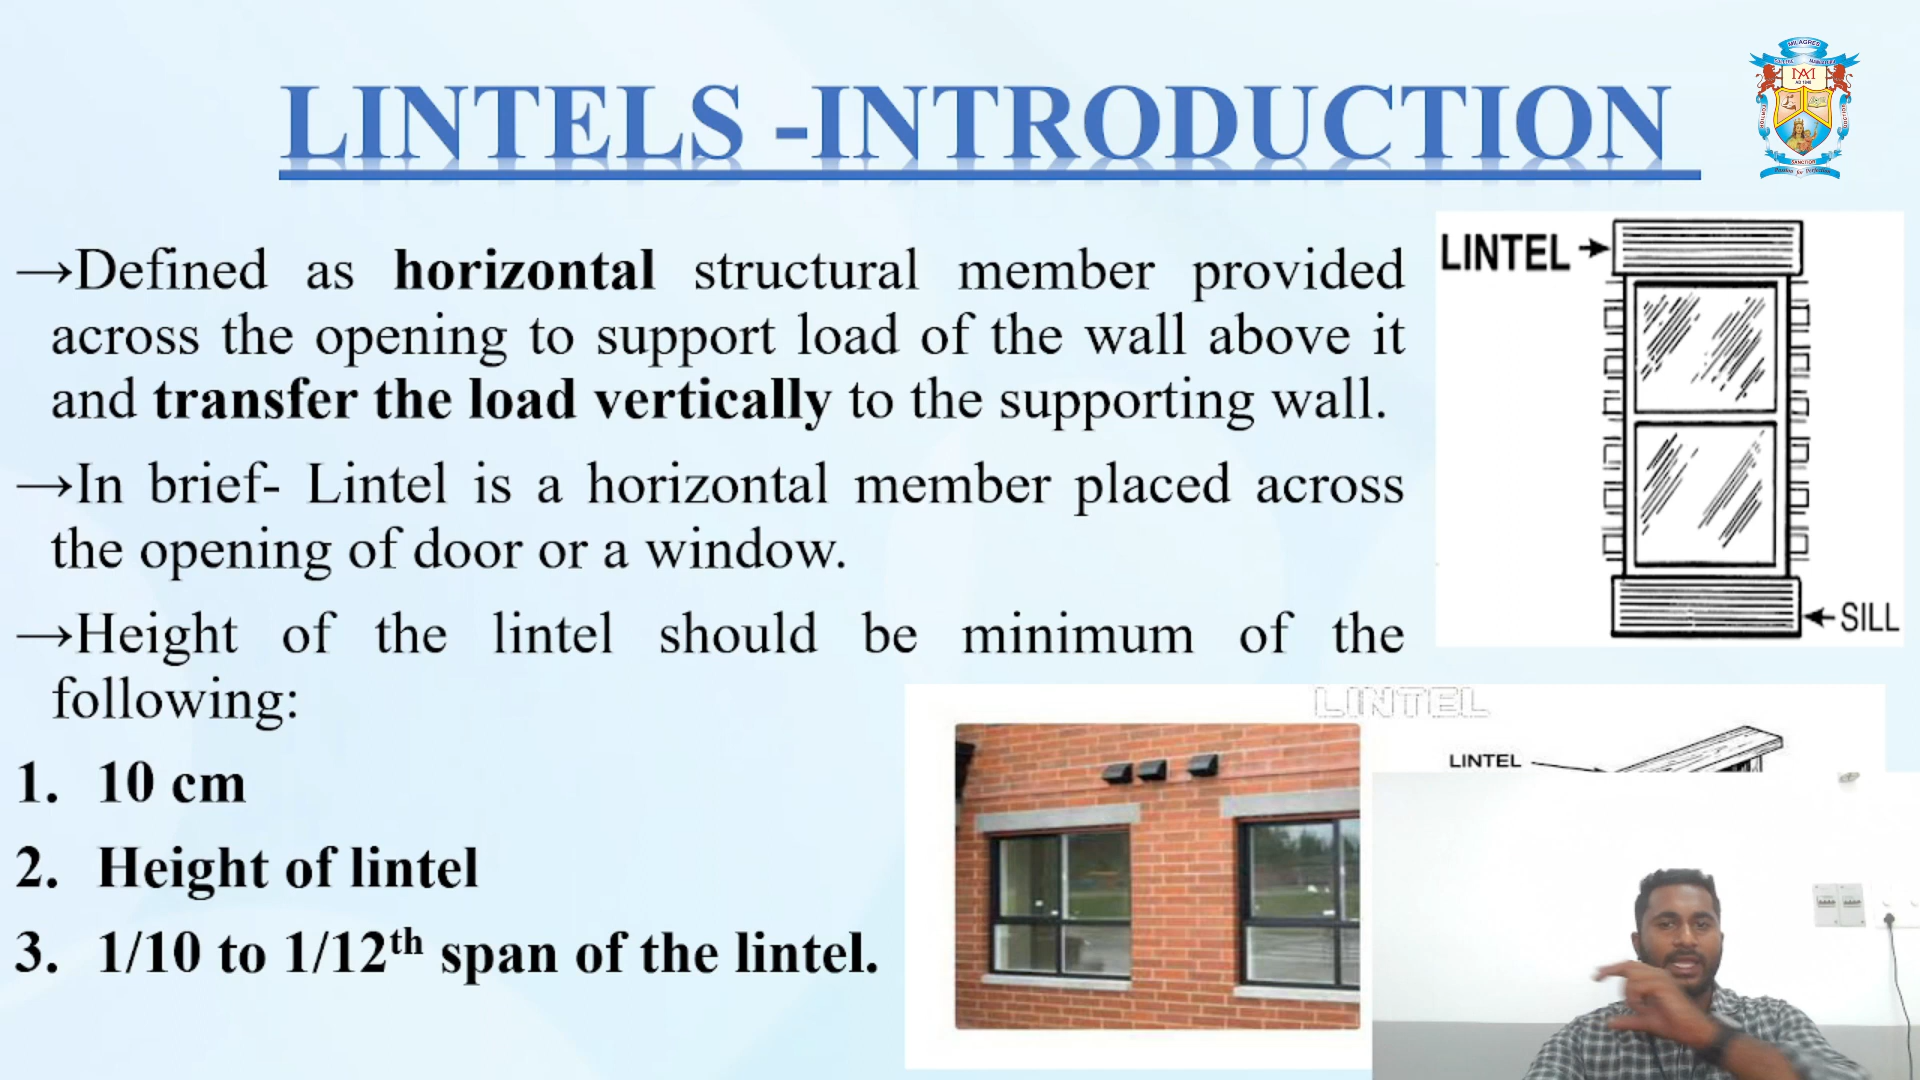 LINTELS -INTRODUCTION
MILAGRES
→Defined as horizontal structural member provided
across the opening to support load of the wall above it
and transfer the load vertically to the supporting wall.
→In brief- Lintel is a horizontal member placed across
the opening of door or a window.
→Height of the lintel should be minimum of the
following:
1. 10 cm
2. Height of lintel
3. 1/10 to 1/12th span of the lintel.
LINTEL
SILL
LINTEL
LINTEL